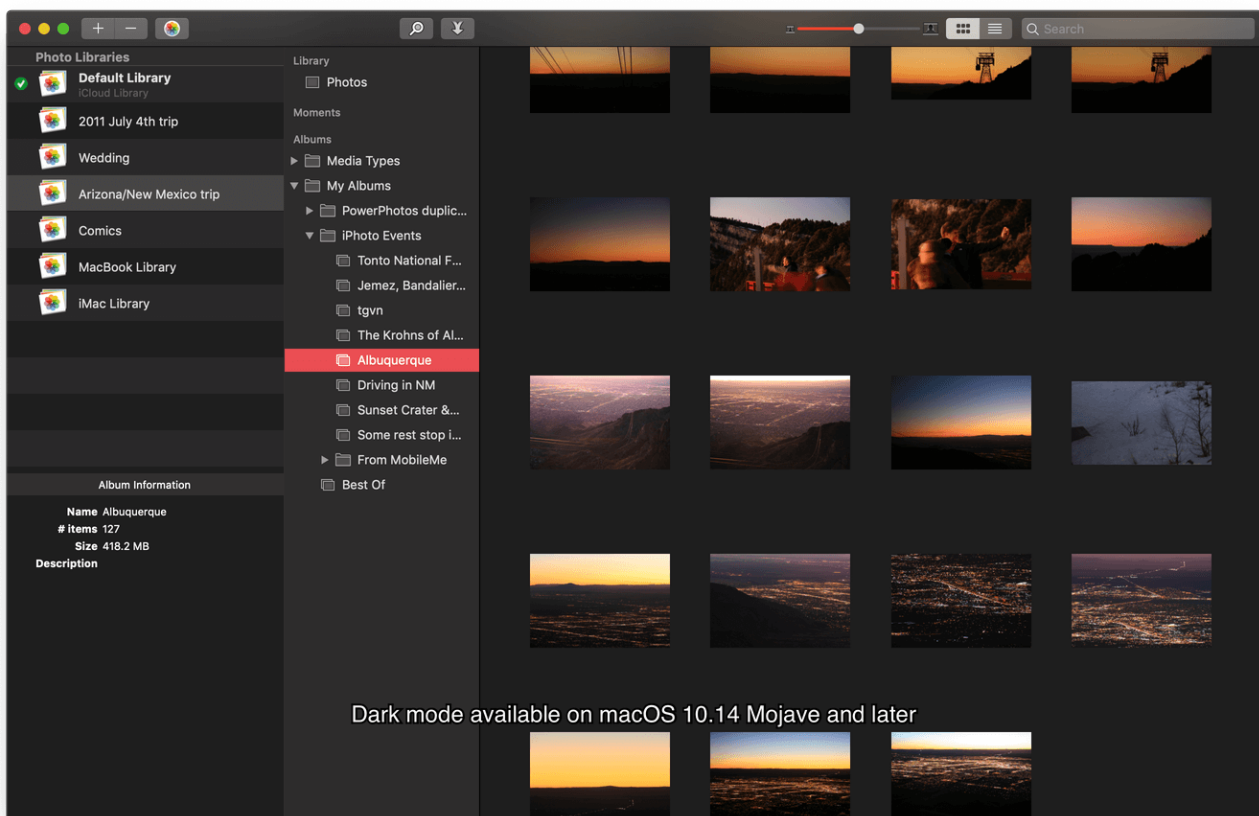 Search
Photo Libraries
Default Library
iCloud Library
2011 July 4th trip
Wedding
Arizona/New Mexico trip
Comics
MacBook Library
iMac Library
Album Information
Name Albuquerque
# items 127
Size 418.2 MB
Description
Library
Photos
Moments
Albums
Media Types
My Albums
PowerPhotos duplic...
iPhoto Events
Tonto National F...
Jemez, Bandalier...
tgvn
The Krohns of Al...
Albuquerque
Driving in NM
Sunset Crater &...
Some rest stop i...
From MobileMe
Best Of
Dark mode available on macOS 10.14 Mojave and later